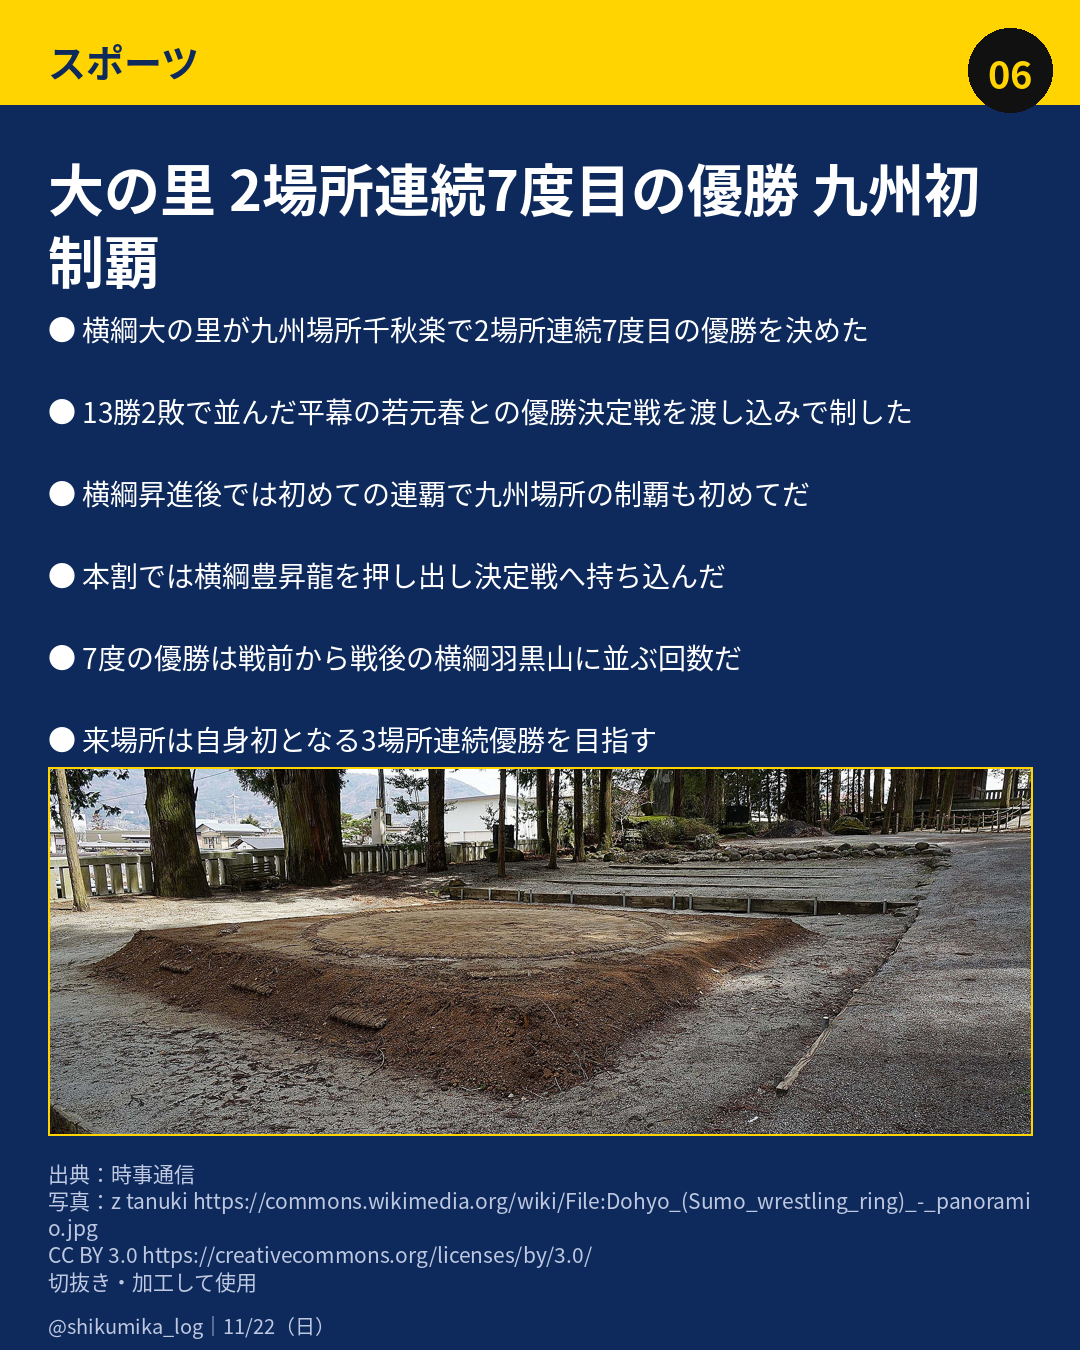 スポーツ
06
大の里 2場所連続7度目の優勝 九州初
制覇
● 横綱大の里が九州場所千秋楽で2場所連続7度目の優勝を決めた
● 13勝2敗で並んだ平幕の若元春との優勝決定戦を渡し込みで制した
● 横綱昇進後では初めての連覇で九州場所の制覇も初めてだ
● 本割では横綱豊昇龍を押し出し決定戦へ持ち込んだ
● 7度の優勝は戦前から戦後の横綱羽黒山に並ぶ回数だ
● 来場所は自身初となる3場所連続優勝を目指す
出典：時事通信
写真：z tanuki https://commons.wikimedia.org/wiki/File:Dohyo_(Sumo_wrestling_ring)_-_panorami
o.jpg
CC BY 3.0 https://creativecommons.org/licenses/by/3.0/
切抜き・加工して使用
@shikumika_log｜11/22（日）